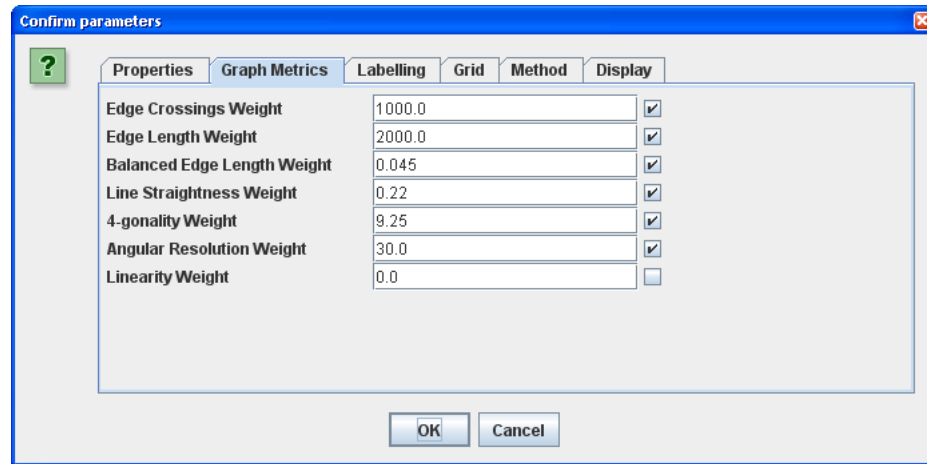 Confirm parameters
?
Properties Graph Metrics Labelling Grid Method Display
Edge Crossings Weight 1000.0
Edge Length Weight 2000.0
Balanced Edge Length Weight 0.045
Line Straightness Weight 0.22
4-gonality Weight 9.25
Angular Resolution Weight 30.0
Linearity Weight 0.0
OK Cancel